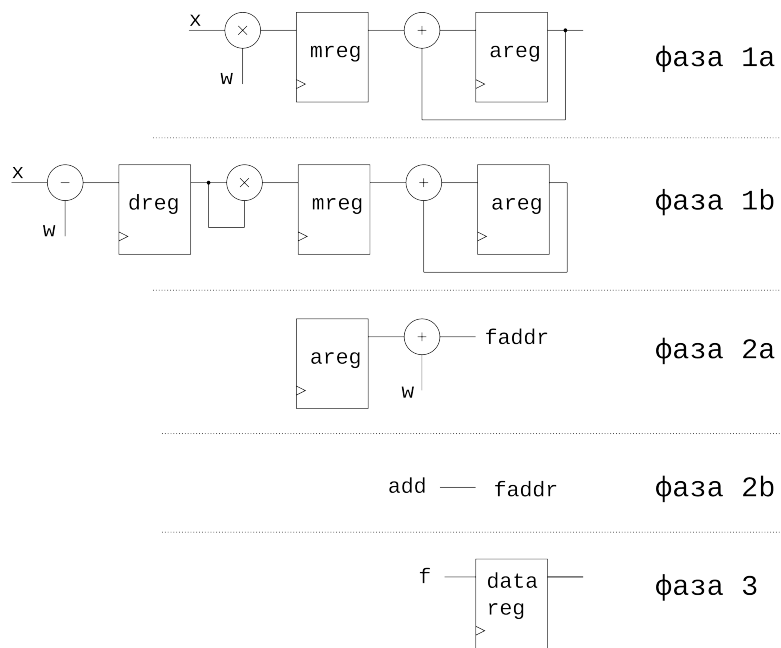 x × mreg + areg
w
фаза 1a
x − dreg × mreg + areg
w
фаза 1b
areg + faddr
w
фаза 2a
add faddr
фаза 2b
f data
reg
фаза 3